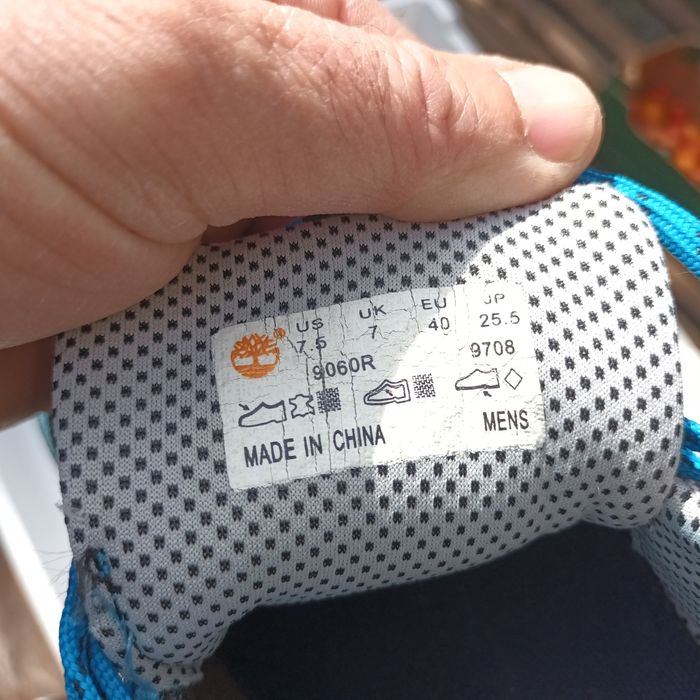 US UK EU JP
7.5 7 40 25.5
9060R 9708
MADE IN CHINA MENS